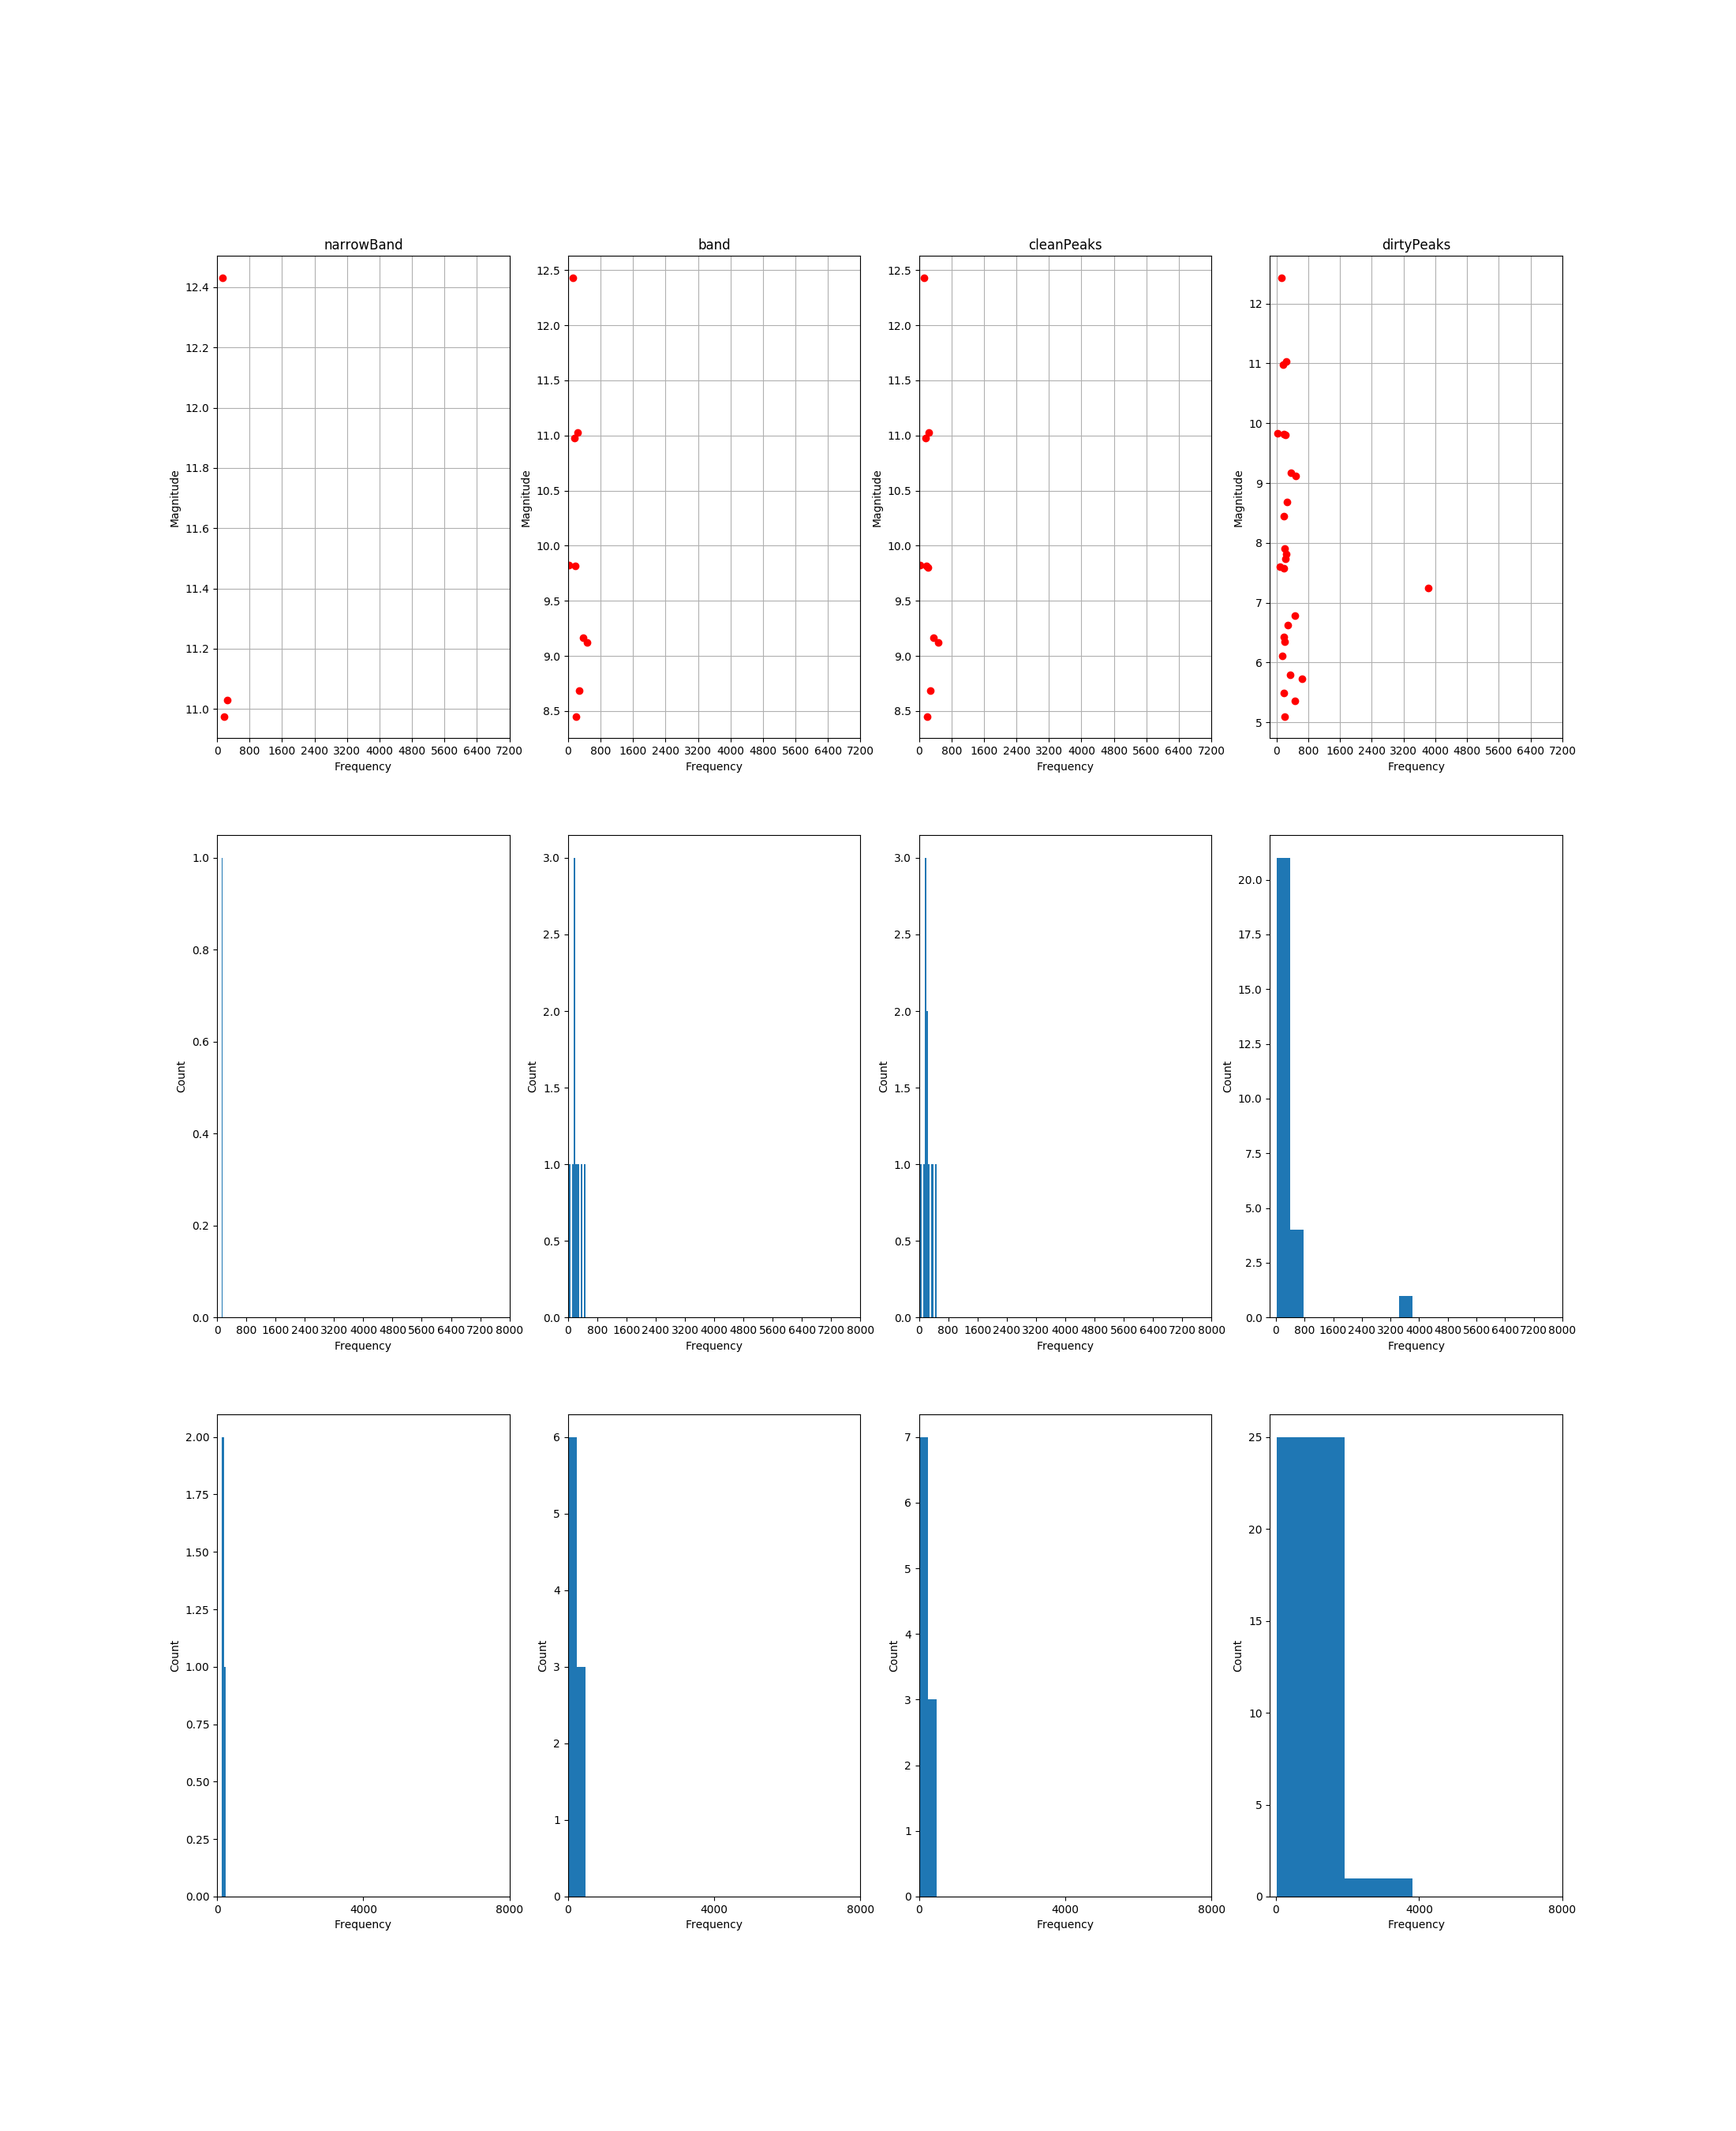 narrowBand band cleanPeaks dirtyPeaks
12.4 12.5 12.5 12
12.2 12.0 12.0 11
12.0 11.5 11.5 10
11.8 11.0 11.0 9
11.6 10.5 10.5 8
11.4 10.0 10.0 7
11.2 9.5 9.5 6
11.0 9.0 9.0 5
8.5 8.5
Magnitude Magnitude Magnitude Magnitude
0 800 1600 2400 3200 4000 4800 5600 6400 7200 0 800 1600 2400 3200 4000 4800 5600 6400 7200 0 800 1600 2400 3200 4000 4800 5600 6400 7200 0 800 1600 2400 3200 4000 4800 5600 6400 7200
Frequency Frequency Frequency Frequency
1.0 3.0 3.0 20.0
0.8 2.5 2.5 17.5
0.6 2.0 2.0 15.0
0.4 1.5 1.5 12.5
0.2 1.0 1.0 10.0
0.0 0.5 0.5 7.5
0.0 0.0 5.0
2.5
0.0
Count Count Count Count
0 800 1600 2400 3200 4000 4800 5600 6400 7200 8000 0 800 1600 2400 3200 4000 4800 5600 6400 7200 8000 0 800 1600 2400 3200 4000 4800 5600 6400 7200 8000 0 800 1600 2400 3200 4000 4800 5600 6400 7200 8000
Frequency Frequency Frequency Frequency
2.00 6 7 25
1.75 5 6 20
1.50 4 5 15
1.25 3 4 10
1.00 2 3 5
0.75 1 2 0
0.50 0 1
0.25 0
0.00
Count Count Count Count
0 4000 8000 0 4000 8000 0 4000 8000 0 4000 8000
Frequency Frequency Frequency Frequency